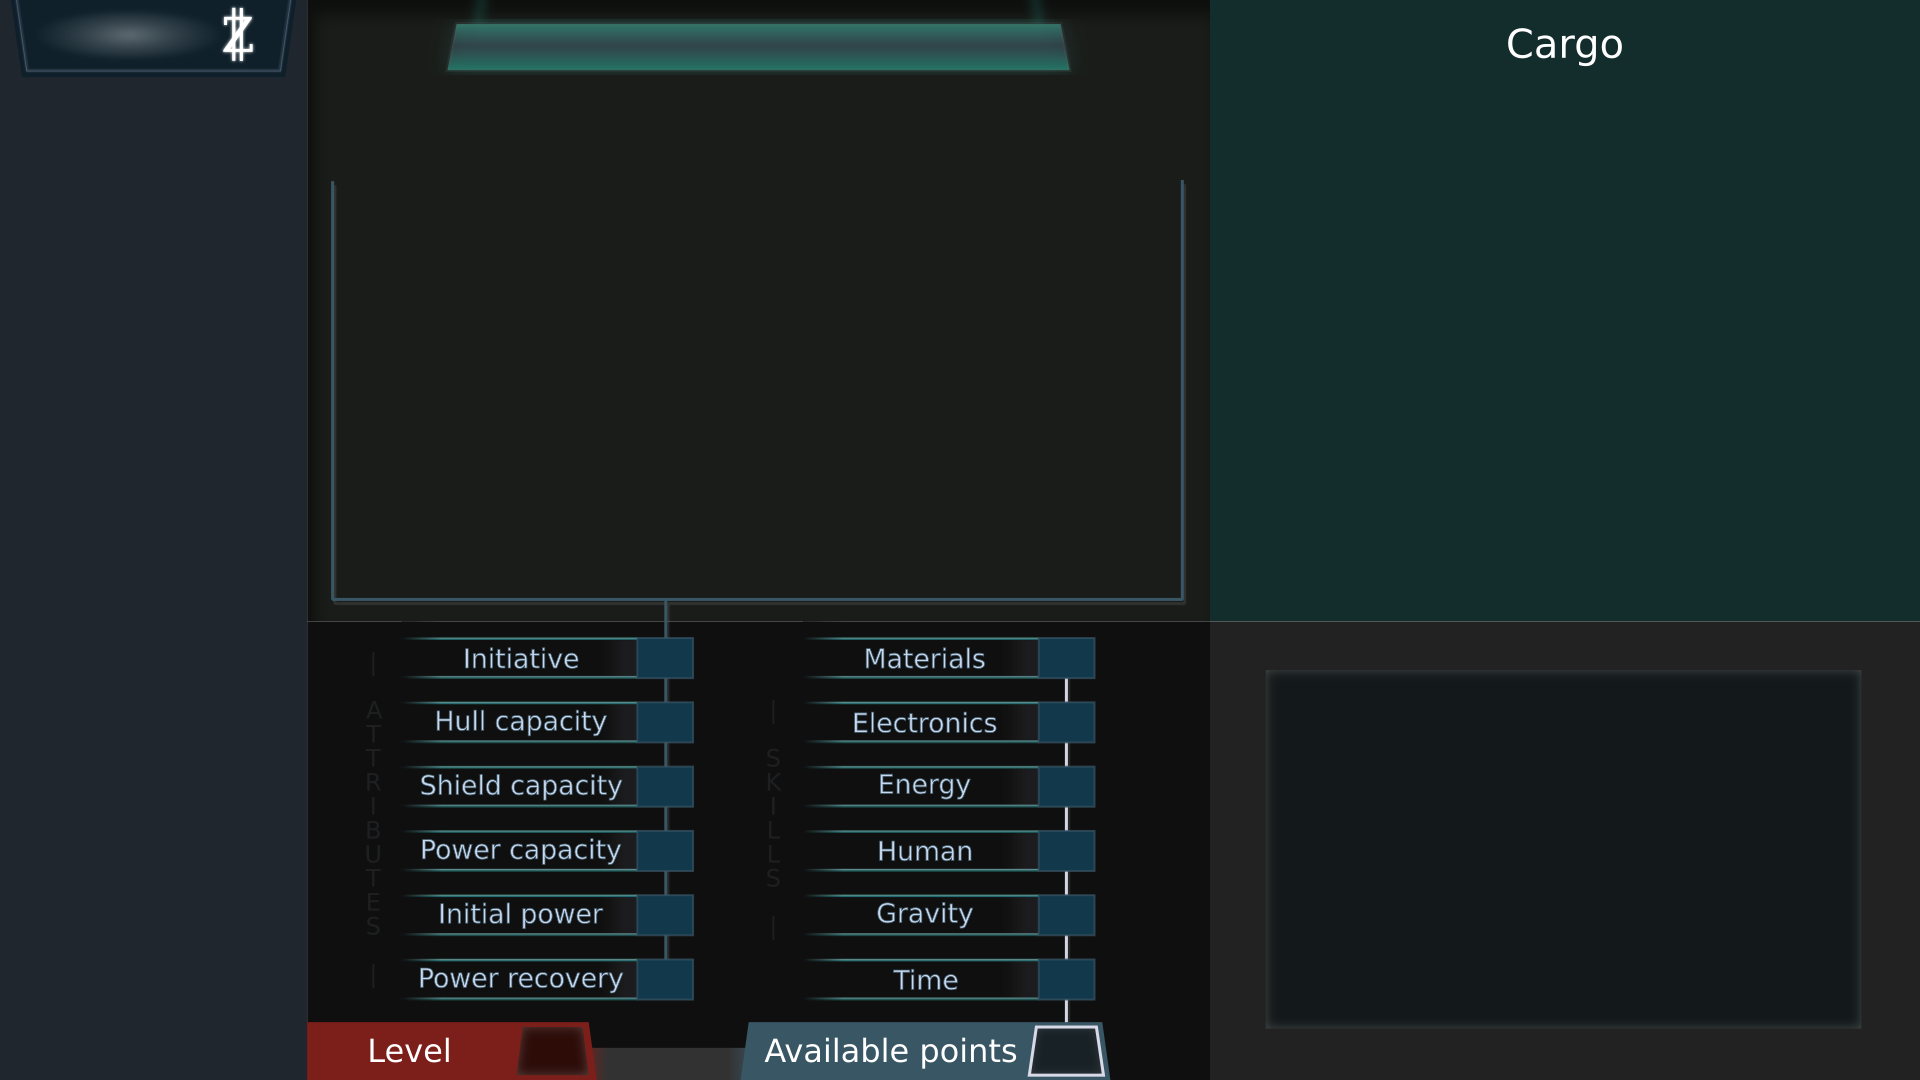 Cargo
| ATTRIBUTES |
Initiative
Hull capacity
Shield capacity
Power capacity
Initial power
Power recovery
| SKILLS |
Materials
Electronics
Energy
Human
Gravity
Time
Level
Available points